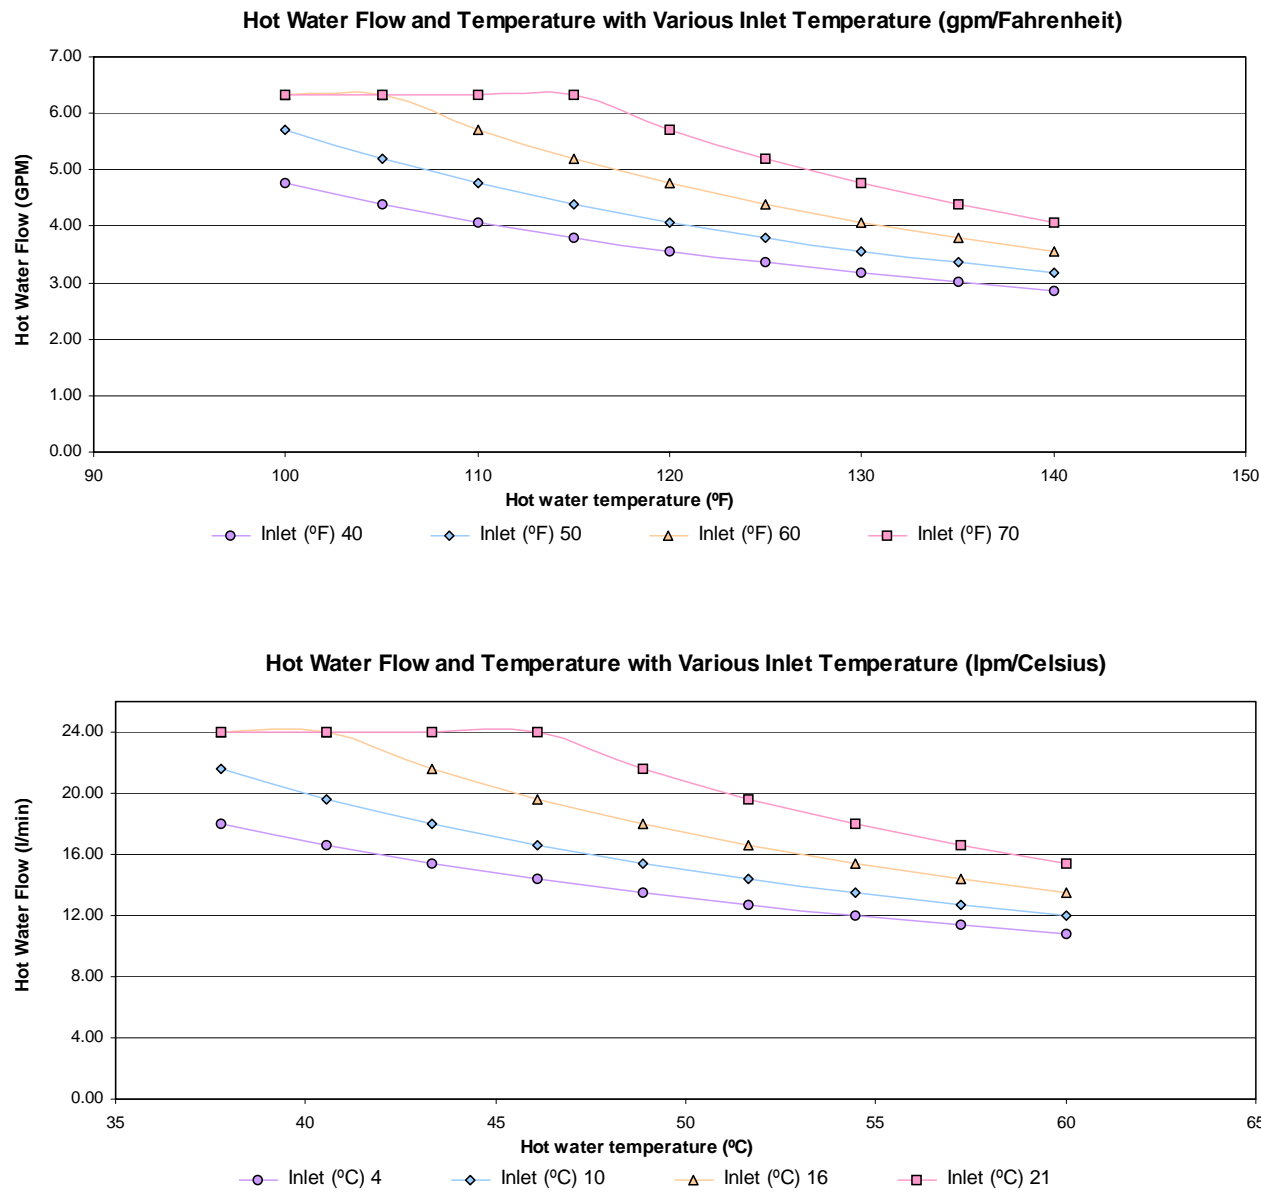 Hot Water Flow and Temperature with Various Inlet Temperature (gpm/Fahrenheit)
7.00
6.00
5.00
4.00
3.00
2.00
1.00
0.00
Hot Water Flow (GPM)
90 100 110 120 130 140 150
Hot water temperature (ºF)
Inlet (ºF) 40 Inlet (ºF) 50 Inlet (ºF) 60 Inlet (ºF) 70
Hot Water Flow and Temperature with Various Inlet Temperature (lpm/Celsius)
24.00
20.00
16.00
12.00
8.00
4.00
0.00
Hot Water Flow (l/min)
35 40 45 50 55 60 65
Hot water temperature (ºC)
Inlet (ºC) 4 Inlet (ºC) 10 Inlet (ºC) 16 Inlet (ºC) 21